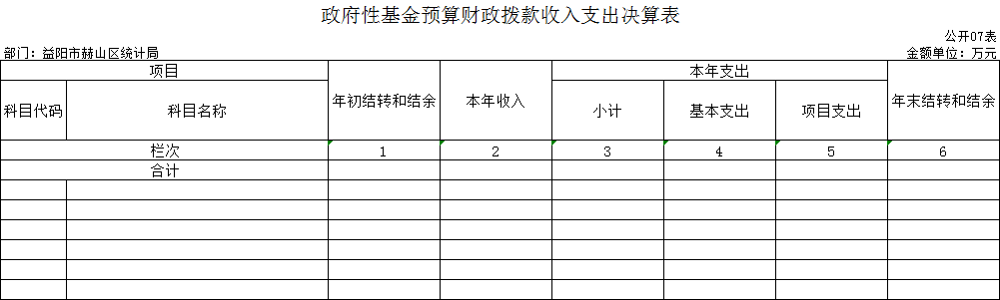 政府性基金预算财政拨款收入支出决算表
公开07表
部门：益阳市赫山区统计局 金额单位：万元
项目 年初结转和结余 本年收入 本年支出 年末结转和结余
科目代码 科目名称 小计 基本支出 项目支出
栏次 1 2 3 4 5 6
合计